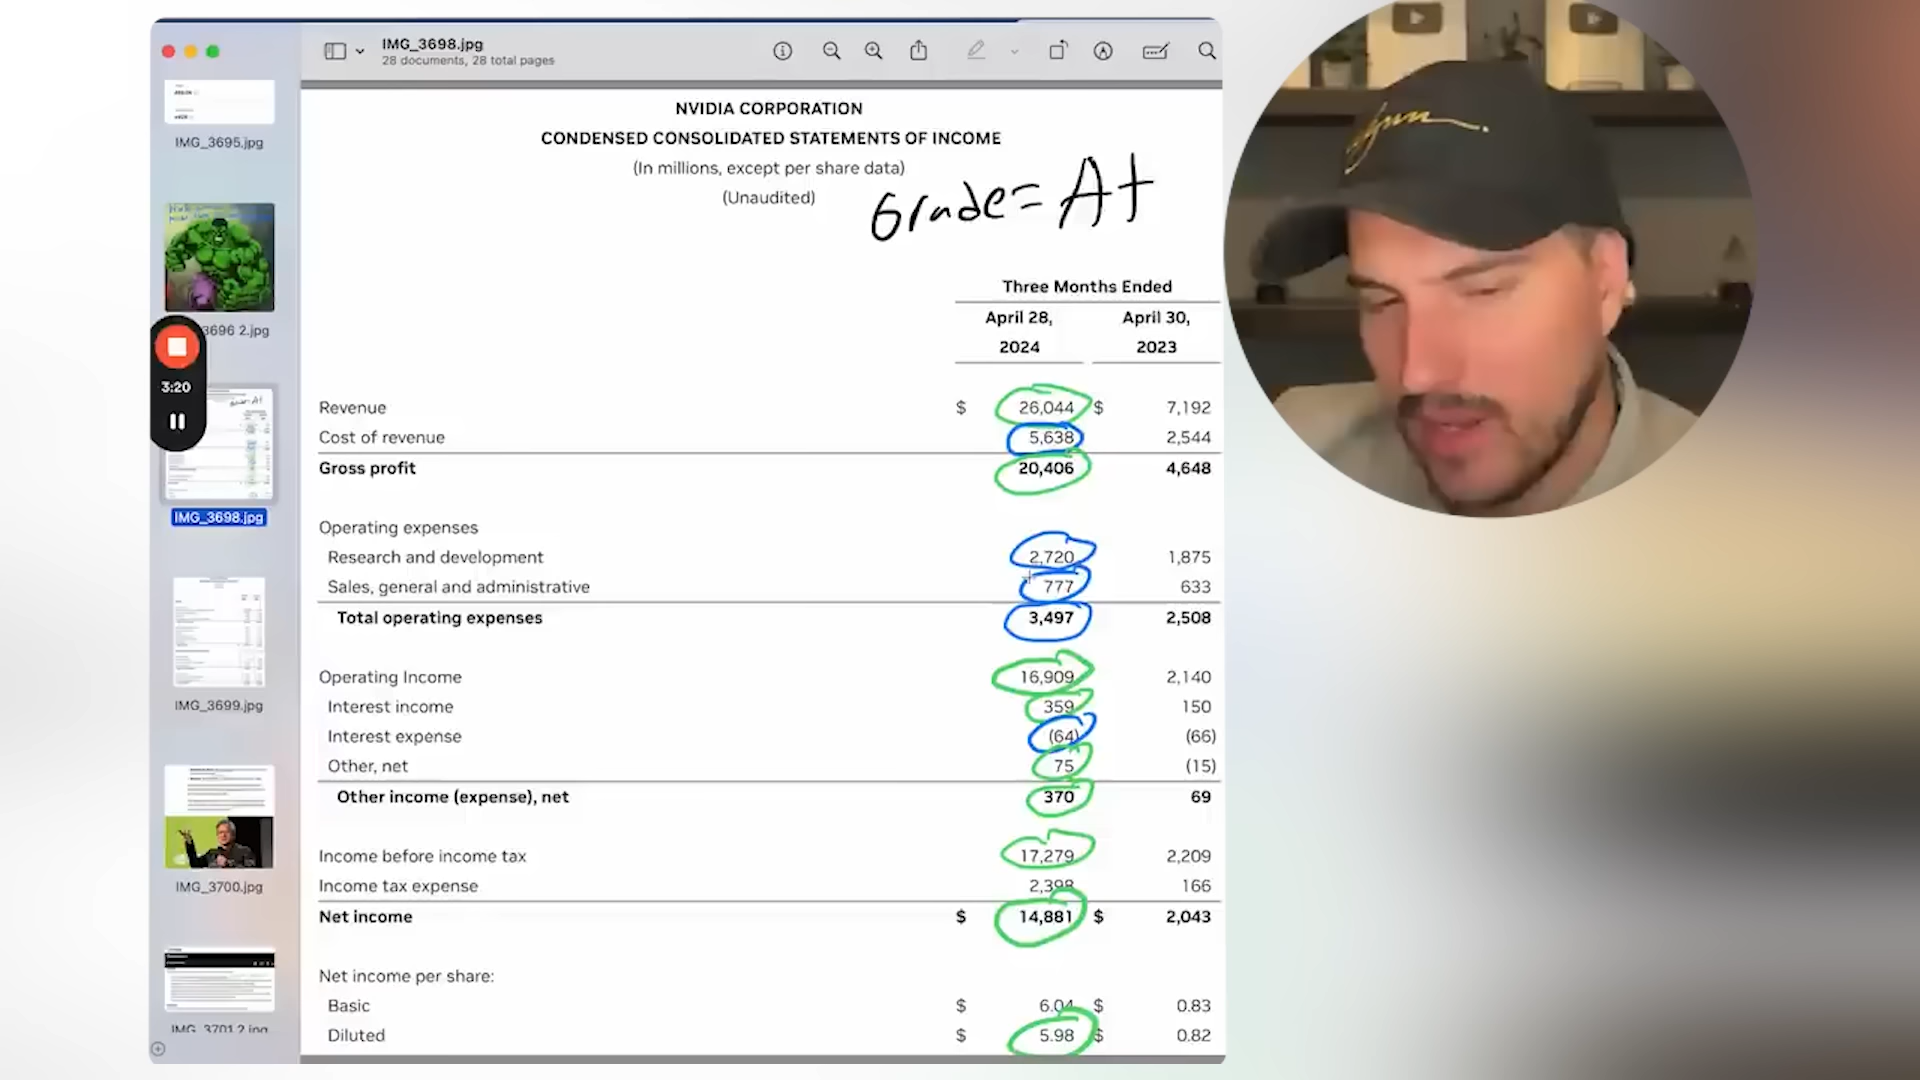 IMG_3698.jpg
28 documents, 28 total pages
IMG_3695.jpg
3696 2.jpg
3:20
IMG_3698.jpg
IMG_3699.jpg
IMG_3700.jpg
IMG_3701 2.jpg
NVIDIA CORPORATION
CONDENSED CONSOLIDATED STATEMENTS OF INCOME
(In millions, except per share data)
(Unaudited)
Grade= A+
Three Months Ended
April 28, April 30,
2024 2023
Revenue $ 26,044 $ 7,192
Cost of revenue 5,638 2,544
Gross profit 20,406 4,648
Operating expenses
Research and development 2,720 1,875
Sales, general and administrative 777 633
Total operating expenses 3,497 2,508
Operating Income 16,909 2,140
Interest income 359 150
Interest expense (64) (66)
Other, net 75 (15)
Other income (expense), net 370 69
Income before income tax 17,279 2,209
Income tax expense 2,398 166
Net income $ 14,881 $ 2,043
Net income per share:
Basic $ 6.04 $ 0.83
Diluted $ 5.98 $ 0.82